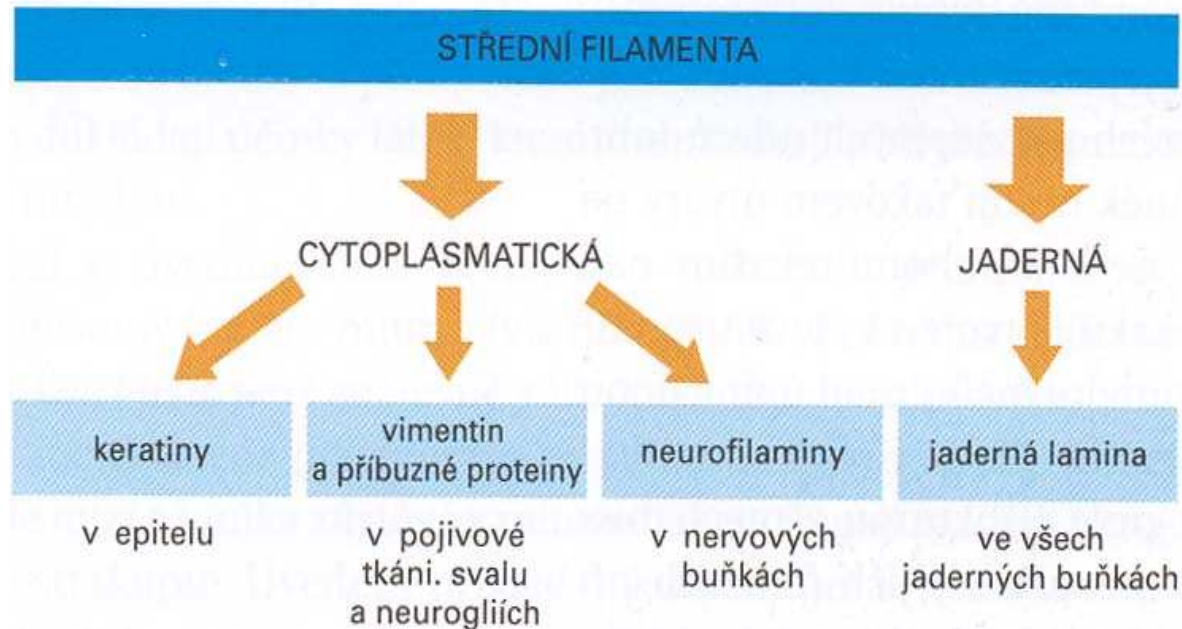 STŘEDNÍ FILAMENTA
CYTOPLASMATICKÁ
JADERNÁ
keratiny
vimentin
a příbuzné proteiny
neurofilaminy
jaderná lamina
v epitelu
v pojivové
tkáni. svalu
a neurogliích
v nervových
buňkách
ve všech
jaderných buňkách